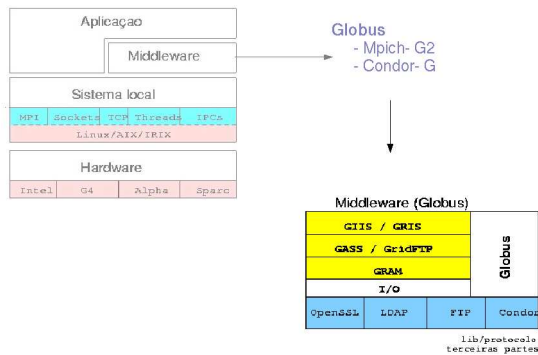 Aplicaçao
Middleware
Sistema local
MPI Sockets TCP Threads IPCs
Linux/AIX/IRIX
Hardware
Intel G4 Alpha Sparc
Globus
- Mpich- G2
- Condor- G
Middleware (Globus)
GIIS / GRIS
GASS / GridFTP
GRAM
I/O
Globus
OpenSSL LDAP FTP Condor
lib/protocolo
terceiras partes